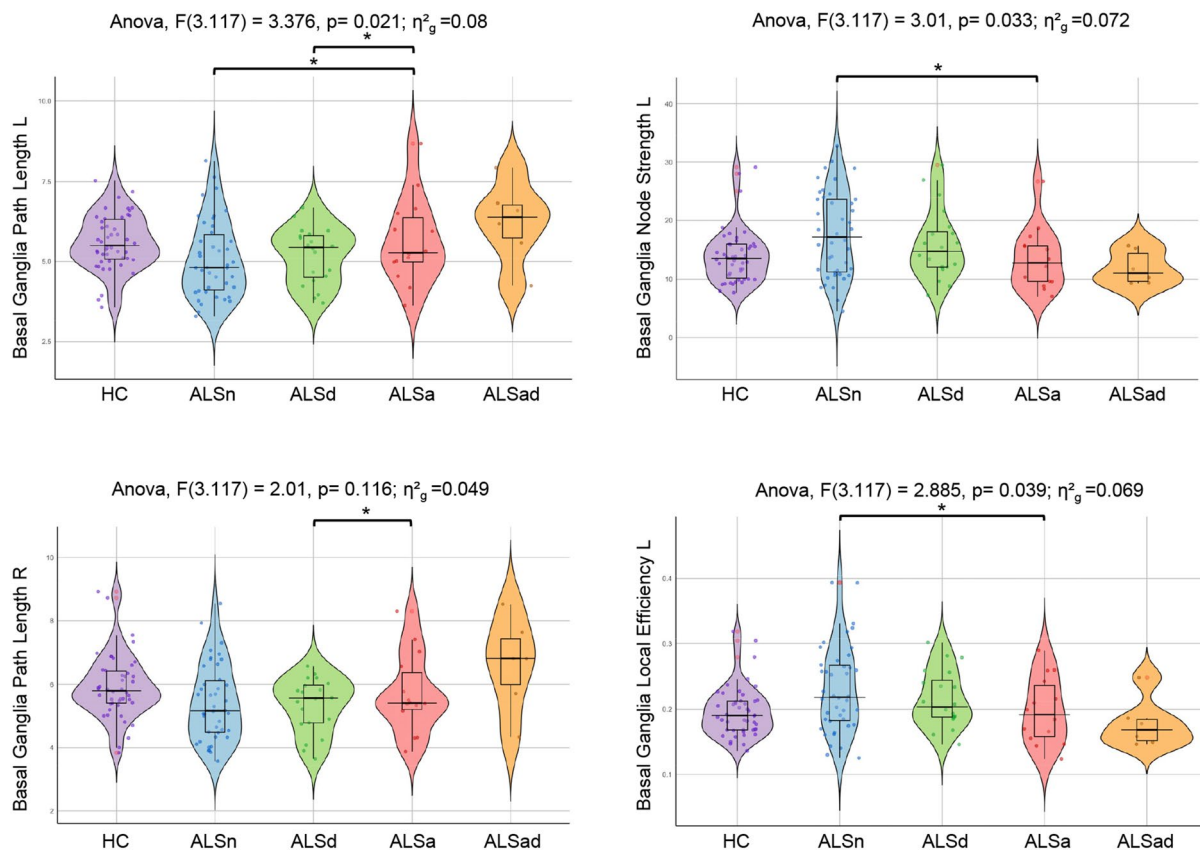 Anova, F(3.117) = 3.376, p= 0.021; η²g =0.08
*
*
Basal Ganglia Path Length L
10.0
7.5
5.0
2.5
HC ALSn ALSd ALSa ALSad
Anova, F(3.117) = 3.01, p= 0.033; η²g =0.072
*
Basal Ganglia Node Strength L
40
30
20
10
0
HC ALSn ALSd ALSa ALSad
Anova, F(3.117) = 2.01, p= 0.116; η²g =0.049
*
Basal Ganglia Path Length R
10
8
6
4
2
HC ALSn ALSd ALSa ALSad
Anova, F(3.117) = 2.885, p= 0.039; η²g =0.069
*
Basal Ganglia Local Efficiency L
0.4
0.3
0.2
0.1
HC ALSn ALSd ALSa ALSad